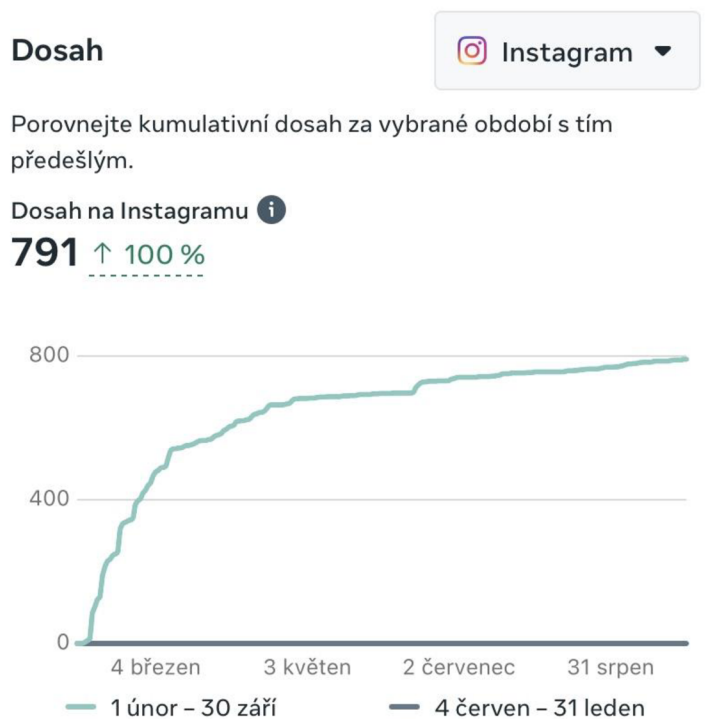 Dosah
Instagram
Porovnejte kumulativní dosah za vybrané období s tím
předešlým.
Dosah na Instagramu
791 ↑ 100 %
800
400
0
4 březen 3 květen 2 červenec 31 srpen
1 únor – 30 září 4 červen – 31 leden